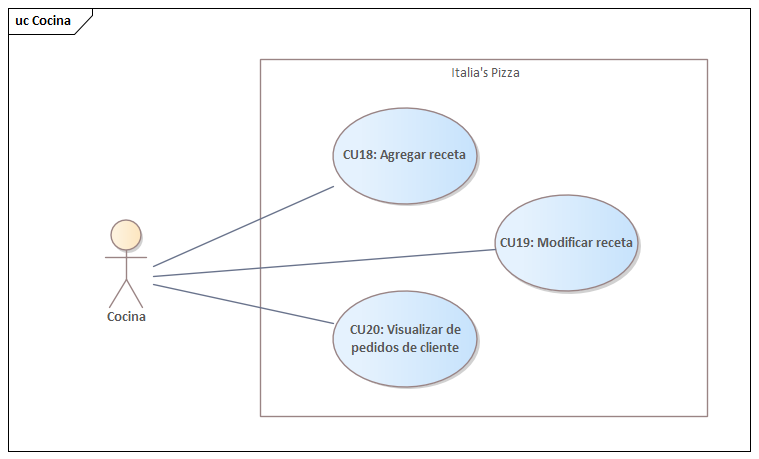 uc Cocina
Italia's Pizza
CU18: Agregar receta
CU19: Modificar receta
Cocina
CU20: Visualizar de
pedidos de cliente